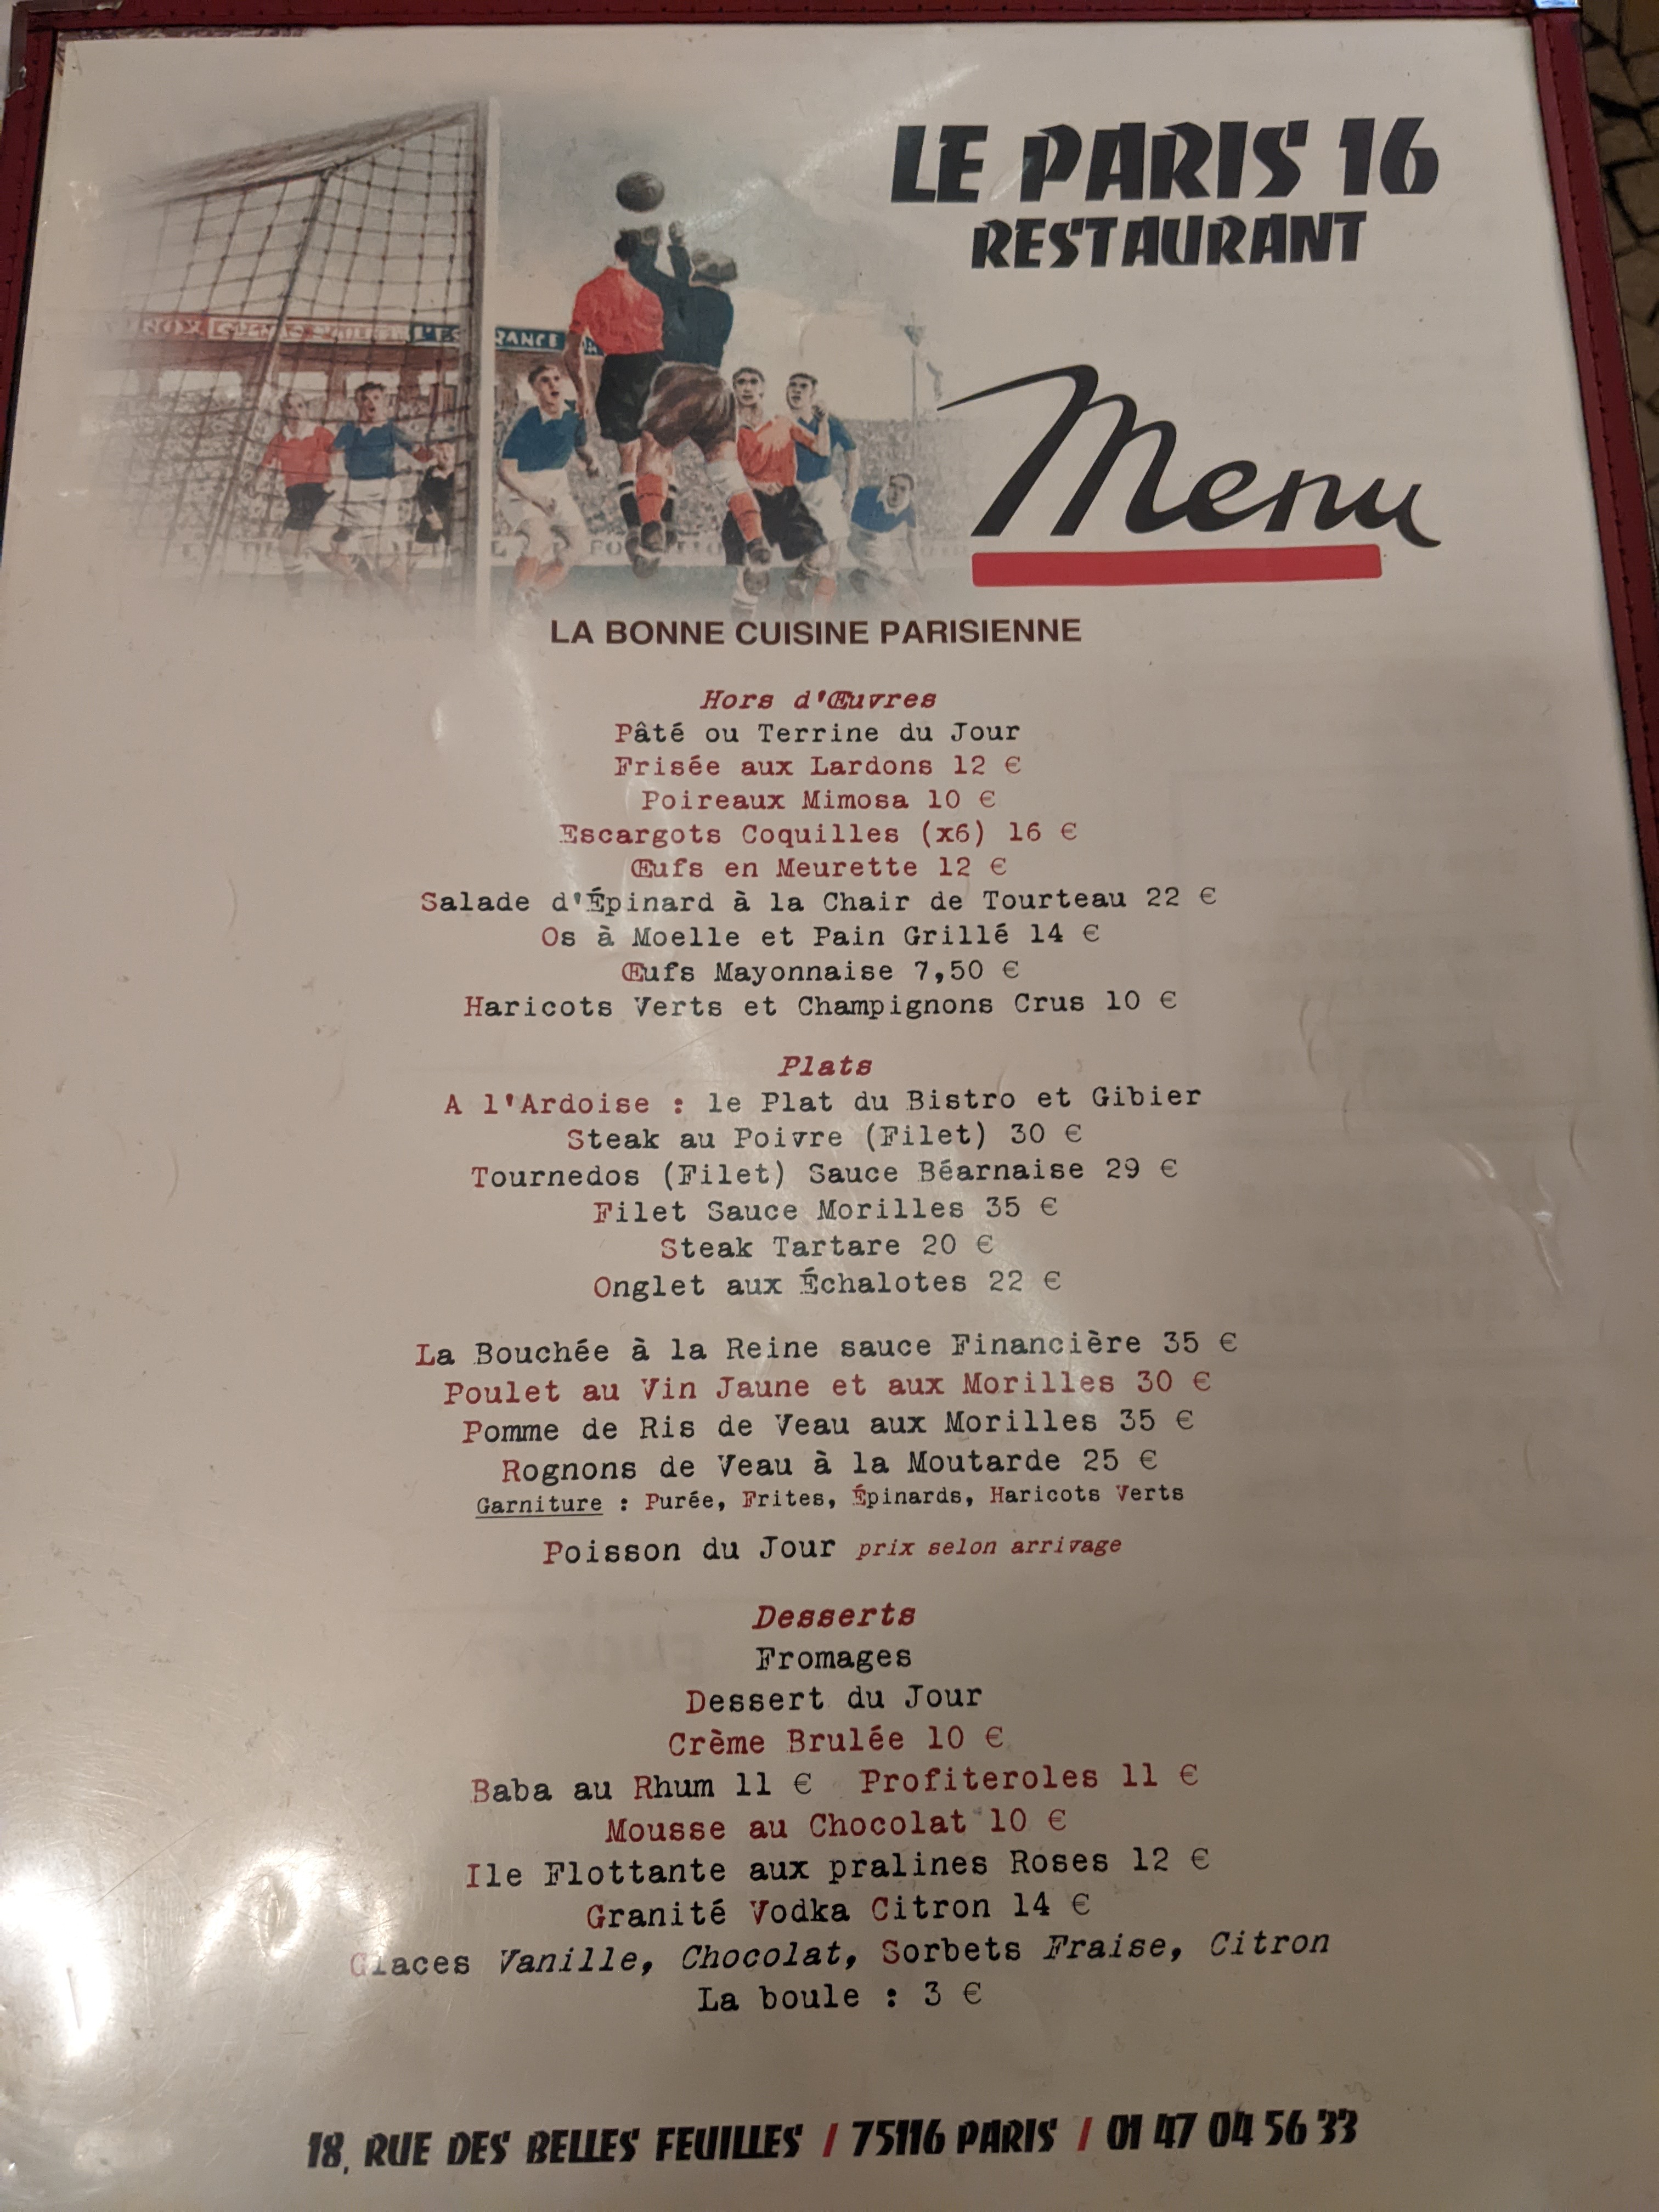 LE PARIS 16
RESTAURANT
Menu
RANCE
LA BONNE CUISINE PARISIENNE
Hors d'Œuvres
Pâté ou Terrine du Jour
Frisée aux Lardons 12 €
Poireaux Mimosa 10 €
Escargots Coquilles (x6) 16 €
Œufs en Meurette 12 €
Salade d'Épinard à la Chair de Tourteau 22 €
Os à Moelle et Pain Grillé 14 €
Œufs Mayonnaise 7,50 €
Haricots Verts et Champignons Crus 10 €
Plats
A l'Ardoise : le Plat du Bistro et Gibier
Steak au Poivre (Filet) 30 €
Tournedos (Filet) Sauce Béarnaise 29 €
Filet Sauce Morilles 35 €
Steak Tartare 20 €
Onglet aux Échalotes 22 €
La Bouchée à la Reine sauce Financière 35 €
Poulet au Vin Jaune et aux Morilles 30 €
Pomme de Ris de Veau aux Morilles 35 €
Rognons de Veau à la Moutarde 25 €
Garniture : Purée, Frites, Épinards, Haricots Verts
Poisson du Jour prix selon arrivage
Desserts
Fromages
Dessert du Jour
Crème Brulée 10 €
Baba au Rhum 11 € Profiteroles 11 €
Mousse au Chocolat 10 €
Ile Flottante aux pralines Roses 12 €
Granité Vodka Citron 14 €
Glaces Vanille, Chocolat, Sorbets Fraise, Citron
La boule : 3 €
18, RUE DES BELLES FEUILLES / 75116 PARIS / 01 47 04 56 33